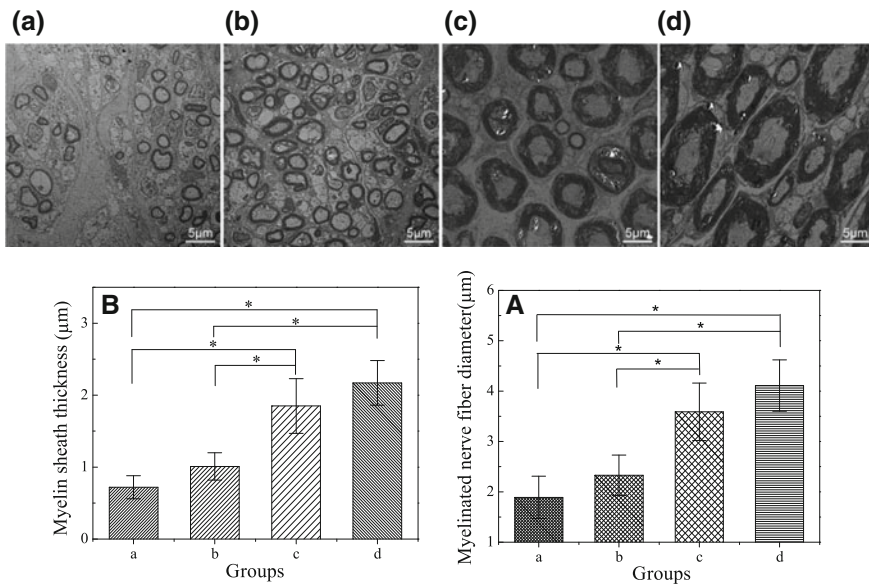 (a) (b) (c) (d)
5μm 5μm 5μm 5μm
B
Myelin sheath thickness (μm)
3
2
1
0
* * * *
a b c d
Groups
A
Myelinated nerve fiber diameter(μm)
6
5
4
3
2
1
* * * *
a b c d
Groups